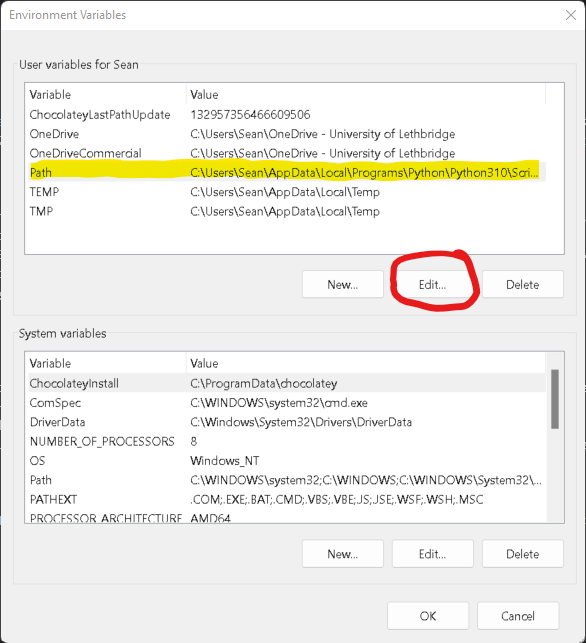 Environment Variables
User variables for Sean
Variable Value
ChocolateyLastPathUpdate 132957356466609506
OneDrive C:\Users\Sean\OneDrive - University of Lethbridge
OneDriveCommercial C:\Users\Sean\OneDrive - University of Lethbridge
Path C:\Users\Sean\AppData\Local\Programs\Python\Python310\Scri...
TEMP C:\Users\Sean\AppData\Local\Temp
TMP C:\Users\Sean\AppData\Local\Temp
New... Edit... Delete
System variables
Variable Value
ChocolateyInstall C:\ProgramData\chocolatey
ComSpec C:\WINDOWS\system32\cmd.exe
DriverData C:\Windows\System32\Drivers\DriverData
NUMBER_OF_PROCESSORS 8
OS Windows_NT
Path C:\WINDOWS\system32;C:\WINDOWS;C:\WINDOWS\System32\...
PATHEXT .COM;.EXE;.BAT;.CMD;.VBS;.VBE;.JS;.JSE;.WSF;.WSH;.MSC
PROCESSOR_ARCHITECTURE AMD64
New... Edit... Delete
OK Cancel